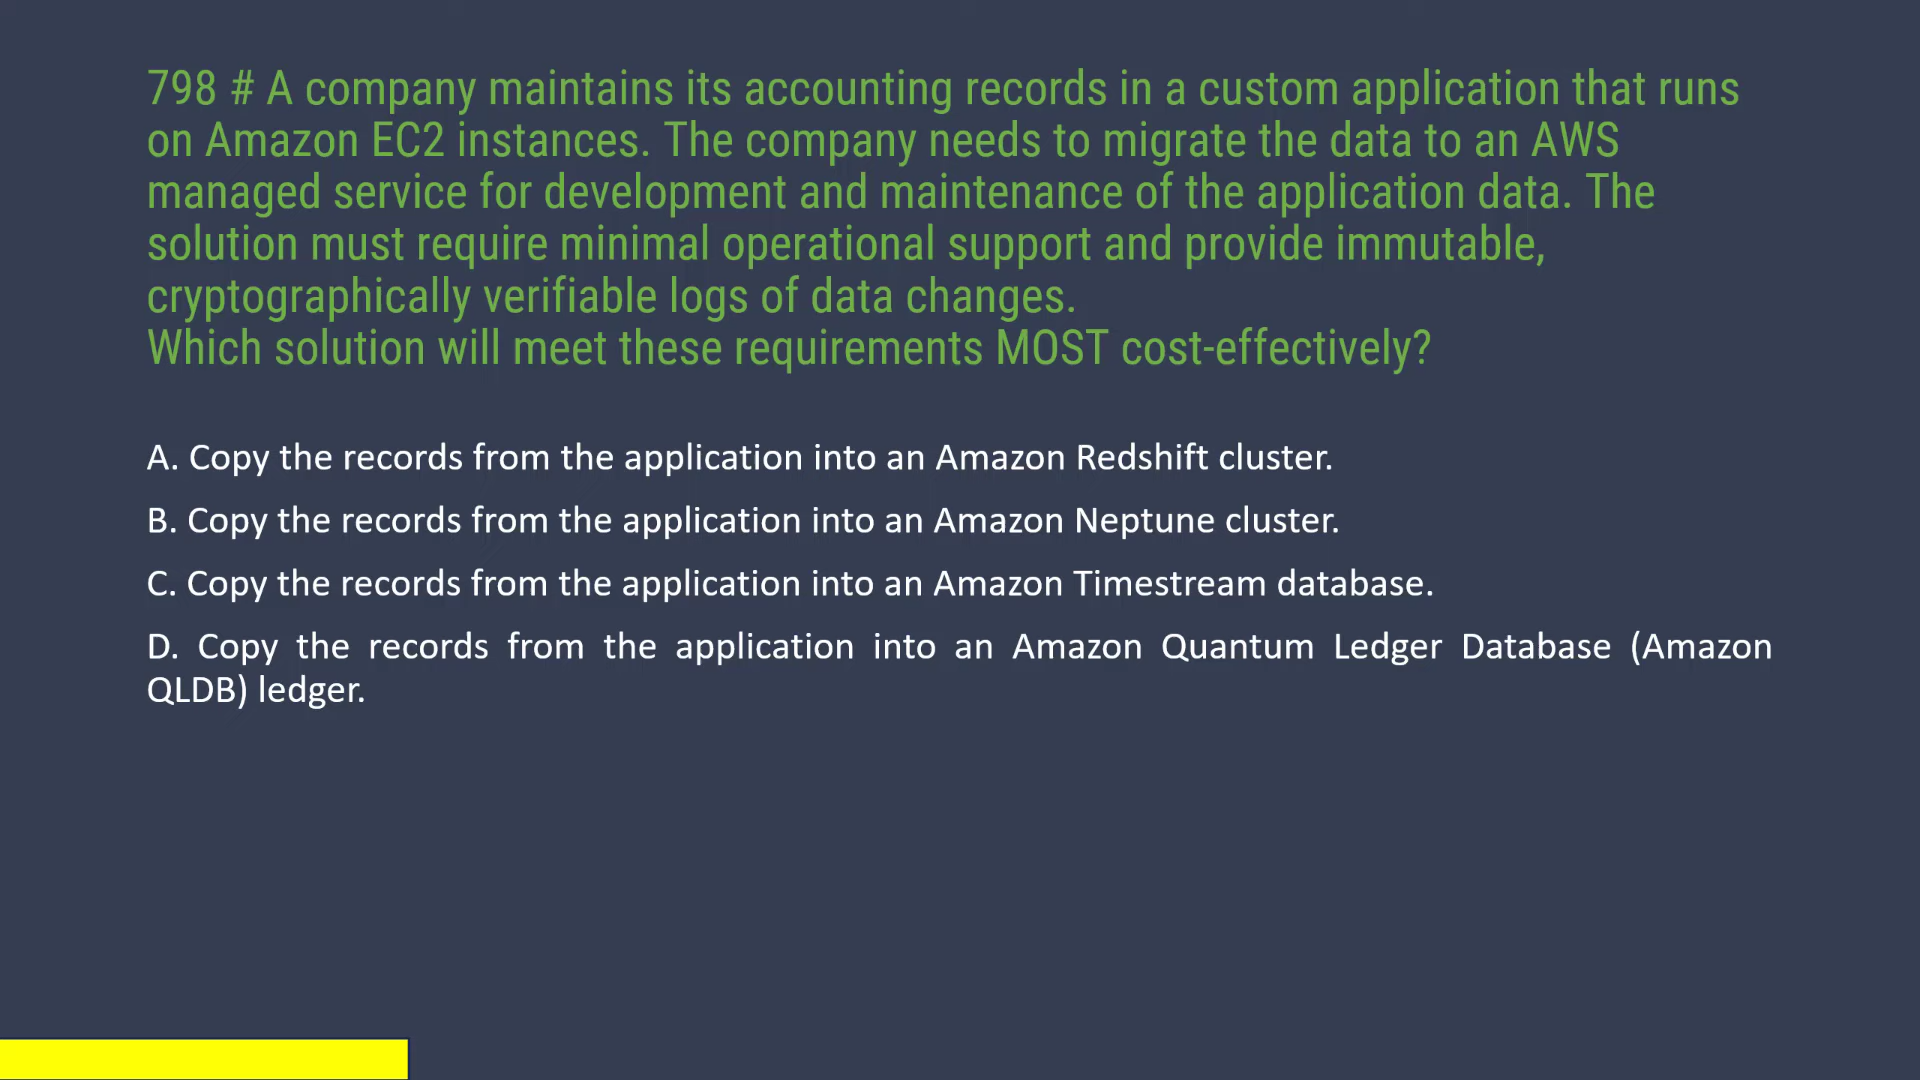 798 # A company maintains its accounting records in a custom application that runs
on Amazon EC2 instances. The company needs to migrate the data to an AWS
managed service for development and maintenance of the application data. The
solution must require minimal operational support and provide immutable,
cryptographically verifiable logs of data changes.
Which solution will meet these requirements MOST cost-effectively?
A. Copy the records from the application into an Amazon Redshift cluster.
B. Copy the records from the application into an Amazon Neptune cluster.
C. Copy the records from the application into an Amazon Timestream database.
D. Copy the records from the application into an Amazon Quantum Ledger Database (Amazon
QLDB) ledger.